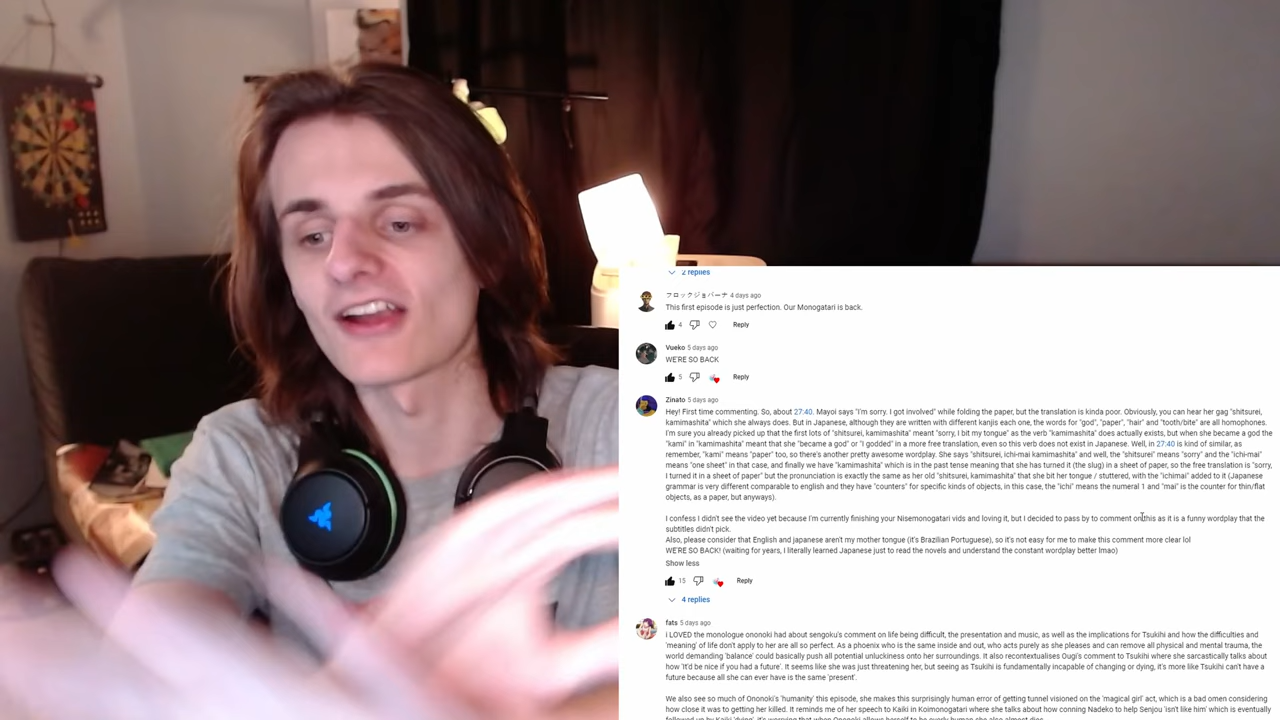 2 replies
フロックジョバーナ 4 days ago
This first episode is just perfection. Our Monogatari is back.
4 Reply
Vueko 5 days ago
WE'RE SO BACK
5 Reply
Zinato 5 days ago
Hey! First time commenting. So, about 27:40. Mayoi says "I'm sorry. I got involved" while folding the paper, but the translation is kinda poor. Obviously, you can hear her gag "shitsurei,
kamimashita" which she always does. But in Japanese, although they are written with different kanjis each one, the words for "god", "paper", "hair" and "tooth/bite" are all homophones.
I'm sure you already picked up that the first lots of "shitsurei, kamimashita" meant "sorry, I bit my tongue" as the verb "kamimashita" does actually exists, but when she became a god the
"kami" in "kamimashita" meant that she "became a god" or "I godded" in a more free translation, even so this verb does not exist in Japanese. Well, in 27:40 is kind of similar, as
remember, "kami" means "paper" too, so there's another pretty awesome wordplay. She says "shitsurei, ichi-mai kamimashita" and well, the "shitsurei" means "sorry" and the "ichi-mai"
means "one sheet" in that case, and finally we have "kamimashita" which is in the past tense meaning that she has turned it (the slug) in a sheet of paper, so the free translation is "sorry,
I turned it in a sheet of paper" but the pronunciation is exactly the same as her old "shitsurei, kamimashita" that she bit her tongue / stuttered, with the "ichimai" added to it (Japanese
grammar is very different comparable to english and they have "counters" for specific kinds of objects, in this case, the "ichi" means the numeral 1 and "mai" is the counter for thin/flat
objects, as a paper, but anyways).
I confess I didn't see the video yet because I'm currently finishing your Nisemonogatari vids and loving it, but I decided to pass by to comment on this as it is a funny wordplay that the
subtitles didn't pick.
Also, please consider that English and japanese aren't my mother tongue (it's Brazilian Portuguese), so it's not easy for me to make this comment more clear lol
WE'RE SO BACK! (waiting for years, I literally learned Japanese just to read the novels and understand the constant wordplay better lmao)
Show less
15 Reply
4 replies
fats 5 days ago
i LOVED the monologue ononoki had about sengoku's comment on life being difficult, the presentation and music, as well as the implications for Tsukihi and how the difficulties and
'meaning' of life don't apply to her are all so perfect. As a phoenix who is the same inside and out, who acts purely as she pleases and can remove all physical and mental trauma, the
world demanding 'balance' could basically push all potential unluckiness onto her surroundings. It also recontextualises Ougi's comment to Tsukihi where she sarcastically talks about
how 'It'd be nice if you had a future'. It seems like she was just threatening her, but seeing as Tsukihi is fundamentally incapable of changing or dying, it's more like Tsukihi can't have a
future because all she can ever have is the same 'present'.
We also see so much of Ononoki's 'humanity' this episode, she makes this surprisingly human error of getting tunnel visioned on the 'magical girl' act, which is a bad omen considering
how close it was to getting her killed. It reminds me of her speech to Kaiki in Koimonogatari where she talks about how conning Nadeko to help Senjou 'isn't like him' which is eventually
followed up by Kaiki 'dying', it's worrying that when Ononoki allows herself to be overly human she also almost dies